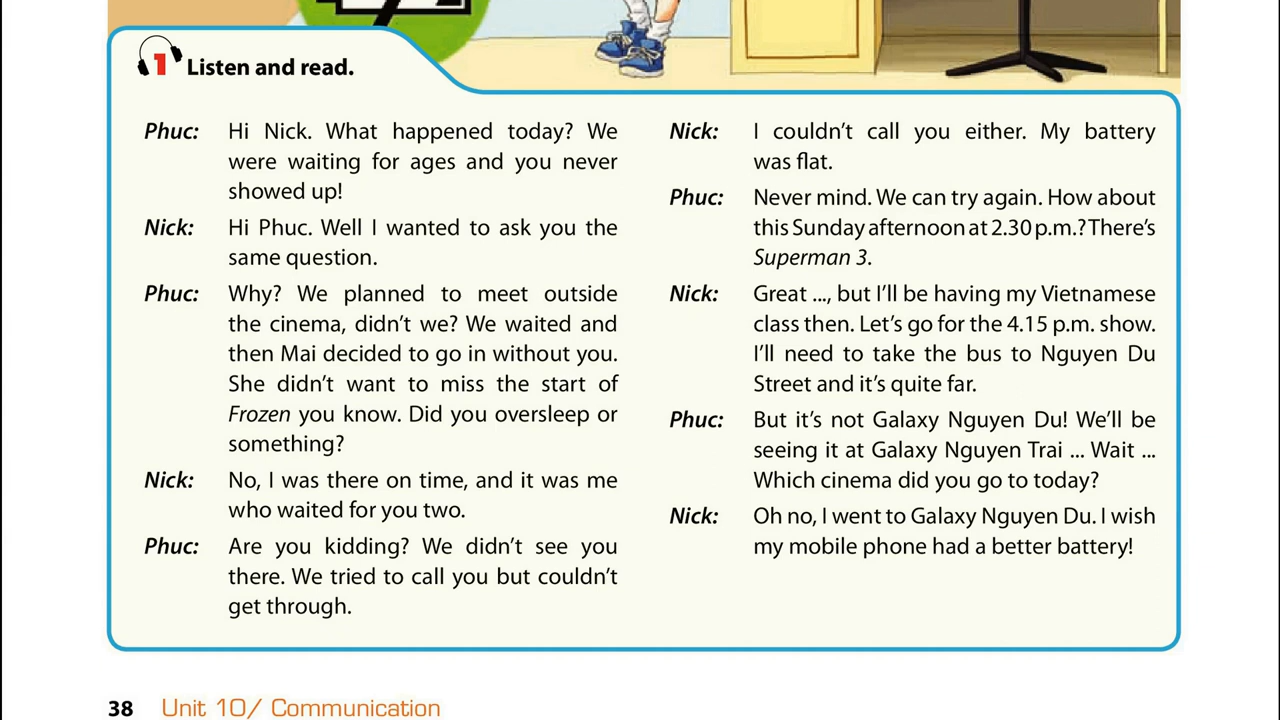 1 Listen and read.
Phuc: Hi Nick. What happened today? We
were waiting for ages and you never
showed up!
Nick: Hi Phuc. Well I wanted to ask you the
same question.
Phuc: Why? We planned to meet outside
the cinema, didn't we? We waited and
then Mai decided to go in without you.
She didn't want to miss the start of
Frozen you know. Did you oversleep or
something?
Nick: No, I was there on time, and it was me
who waited for you two.
Phuc: Are you kidding? We didn't see you
there. We tried to call you but couldn't
get through.
Nick: I couldn't call you either. My battery
was flat.
Phuc: Never mind. We can try again. How about
this Sunday afternoon at 2.30 p.m.? There's
Superman 3.
Nick: Great ..., but I'll be having my Vietnamese
class then. Let's go for the 4.15 p.m. show.
I'll need to take the bus to Nguyen Du
Street and it's quite far.
Phuc: But it's not Galaxy Nguyen Du! We'll be
seeing it at Galaxy Nguyen Trai ... Wait ...
Which cinema did you go to today?
Nick: Oh no, I went to Galaxy Nguyen Du. I wish
my mobile phone had a better battery!
38 Unit 10/ Communication